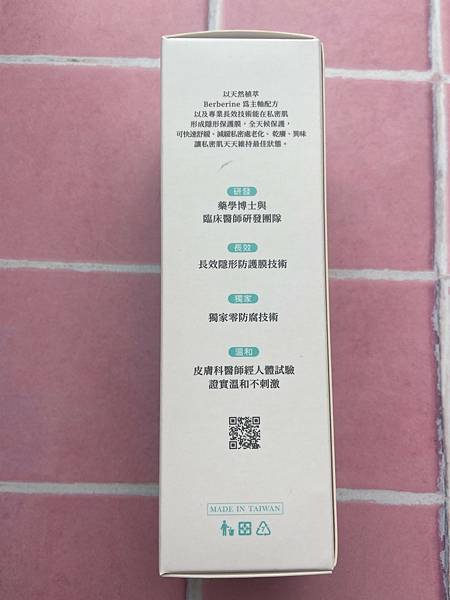 以天然植萃
Berberine 爲主軸配方
以及專業長效技術能在私密肌
形成隱形保護膜，全天候保護，
可快速舒緩、減緩私密處老化、乾癢、異味
讓私密肌天天維持最佳狀態。
研發
藥學博士與
臨床醫師研發團隊
長效
長效隱形防護膜技術
獨家
獨家零防腐技術
溫和
皮膚科醫師經人體試驗
證實溫和不刺激
MADE IN TAIWAN
7